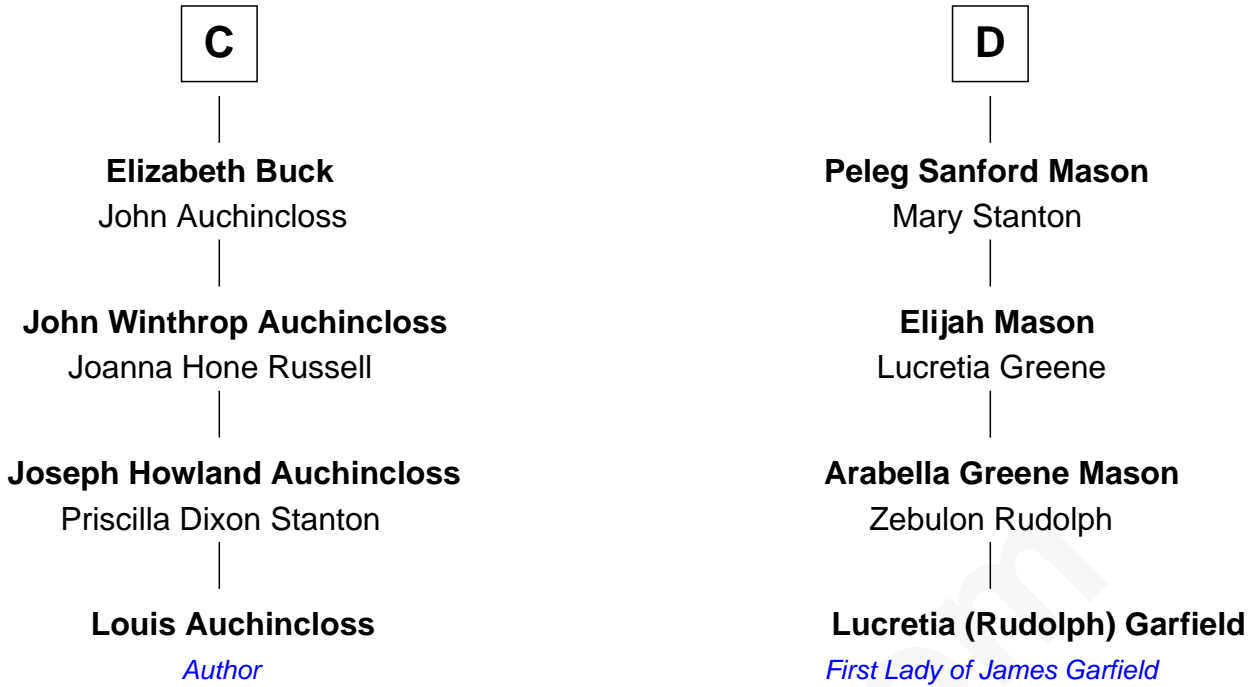 C
Elizabeth Buck
John Auchincloss
John Winthrop Auchincloss
Joanna Hone Russell
Joseph Howland Auchincloss
Priscilla Dixon Stanton
Louis Auchincloss
Author
D
Peleg Sanford Mason
Mary Stanton
Elijah Mason
Lucretia Greene
Arabella Greene Mason
Zebulon Rudolph
Lucretia (Rudolph) Garfield
First Lady of James Garfield